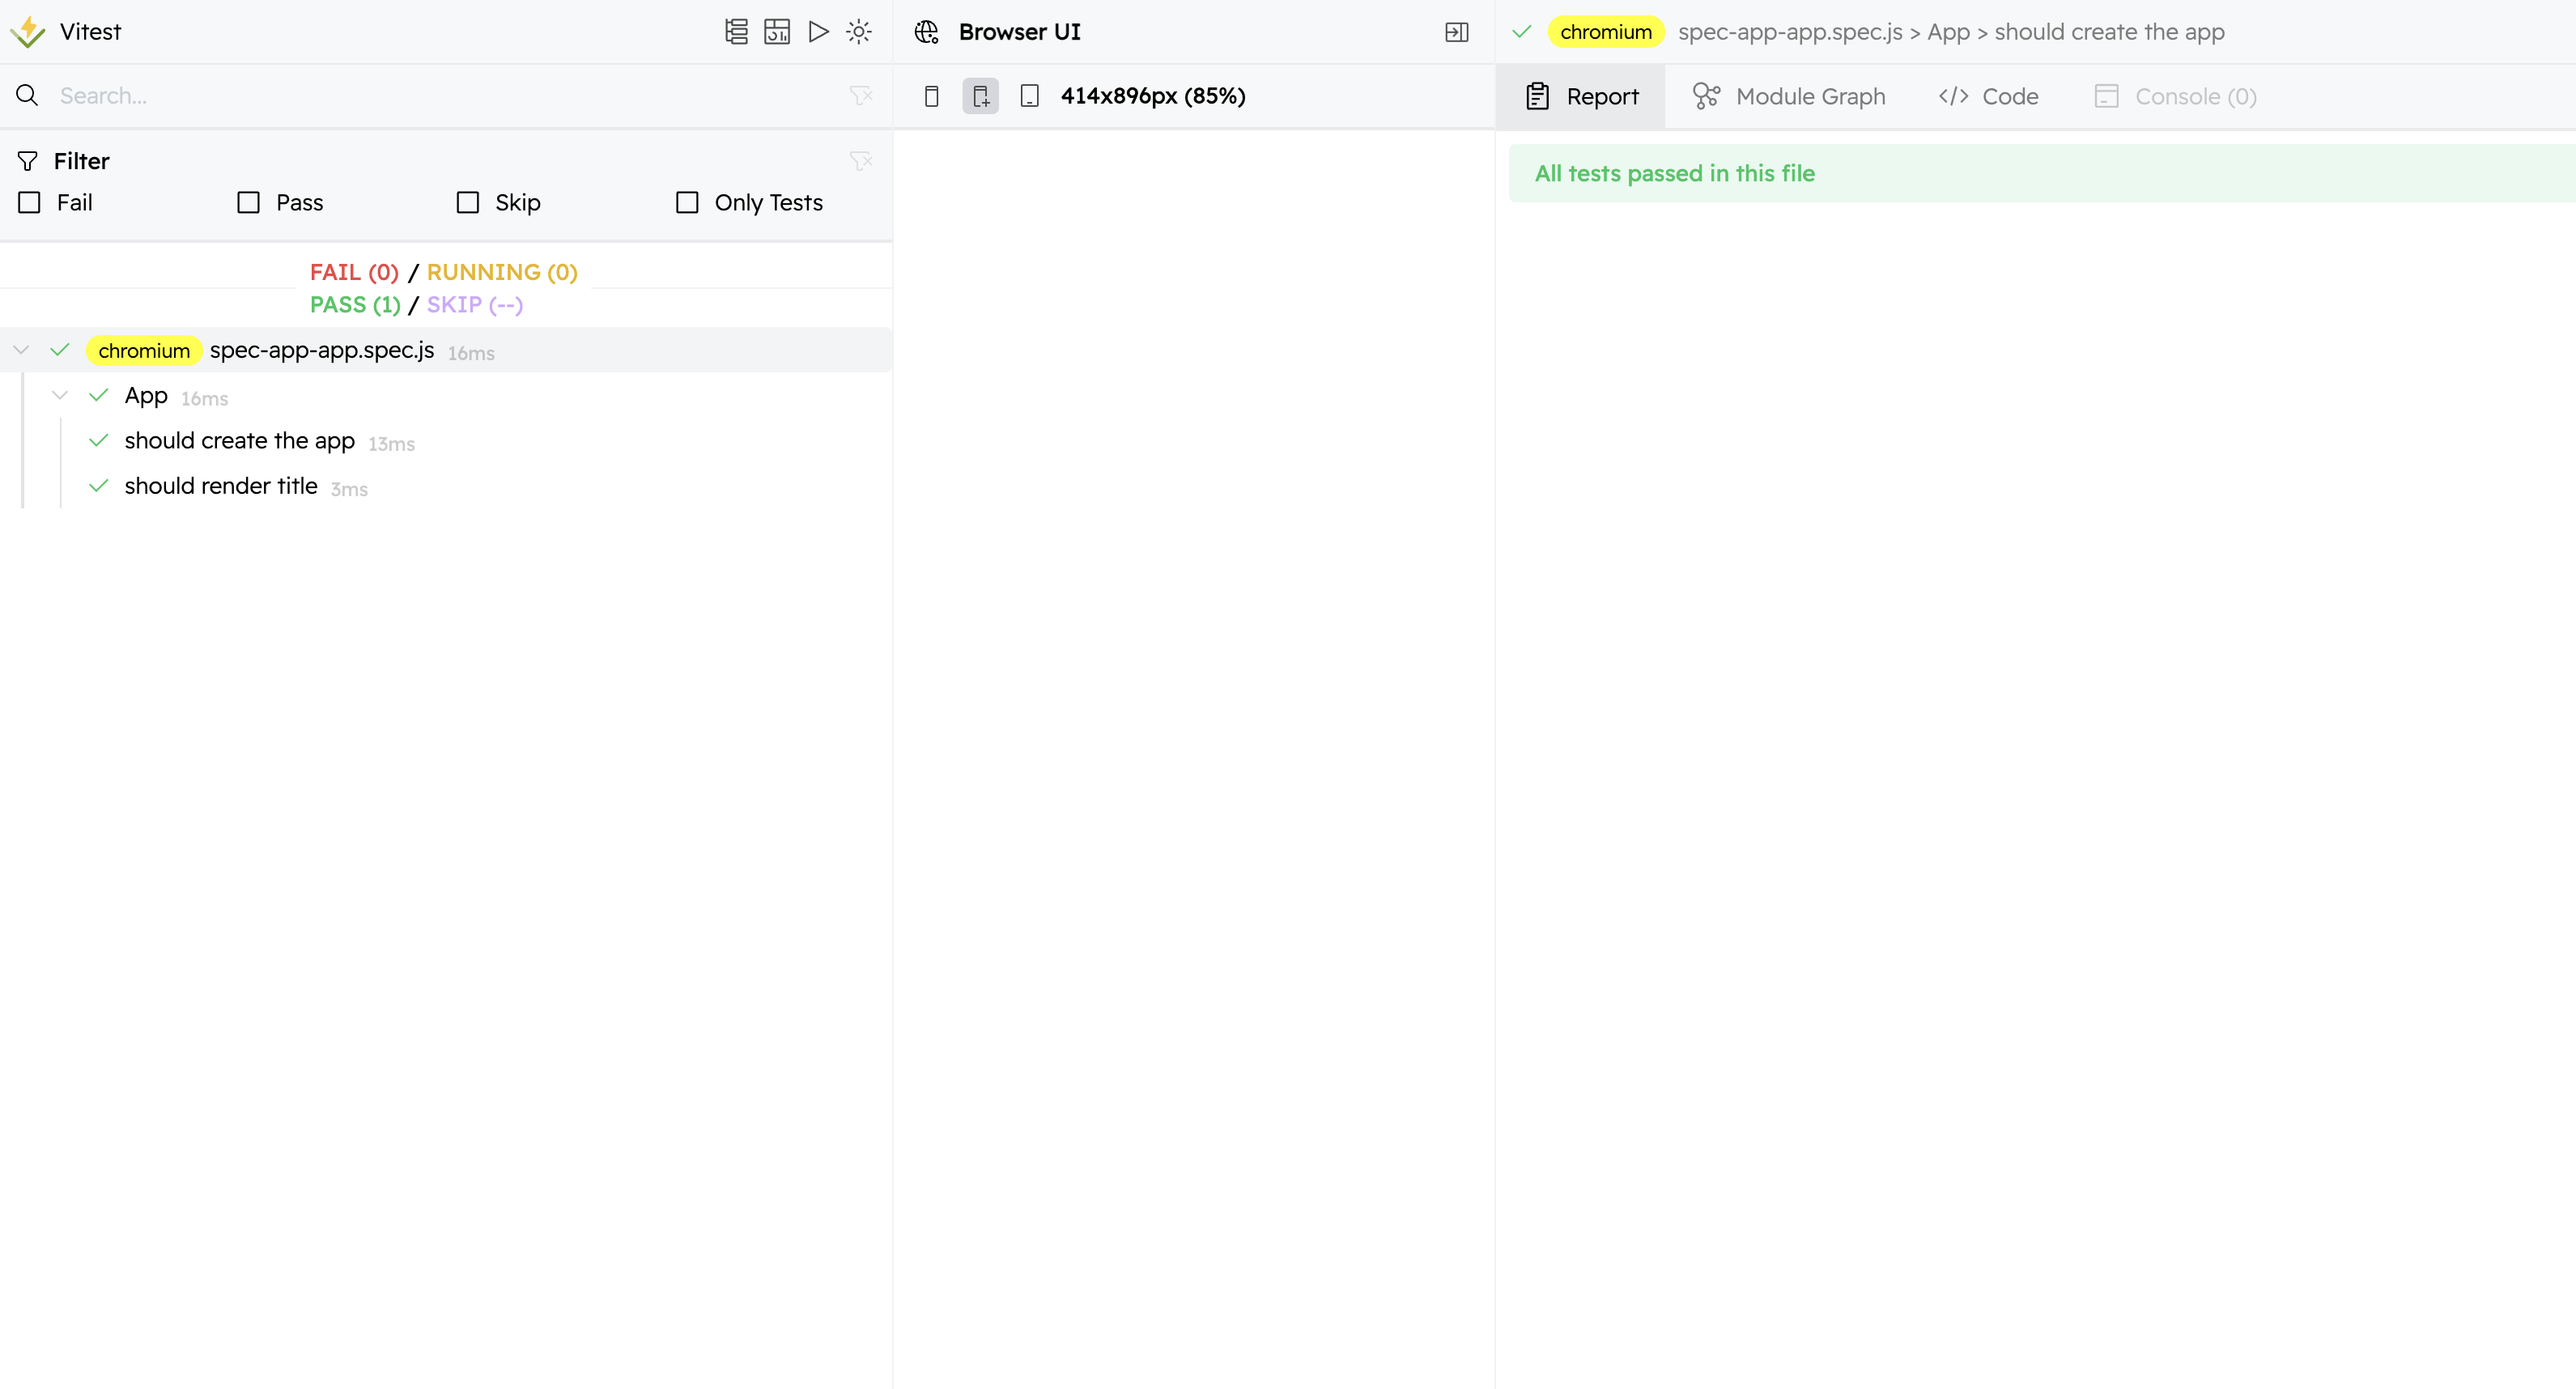 Vitest
Search...
Filter
Fail
Pass
Skip
Only Tests
FAIL (0) / RUNNING (0)
PASS (1) / SKIP (--)
chromium spec-app-app.spec.js 16ms
App 16ms
should create the app 13ms
should render title 3ms
Browser UI
414x896px (85%)
chromium spec-app-app.spec.js > App > should create the app
Report
Module Graph
Code
Console (0)
All tests passed in this file